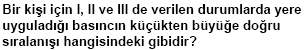 Bir kişi için I, II ve III de verilen durumlarda yere
uyguladığı basıncın küçükten büyüğe doğru
sıralanışı hangisindeki gibidir?